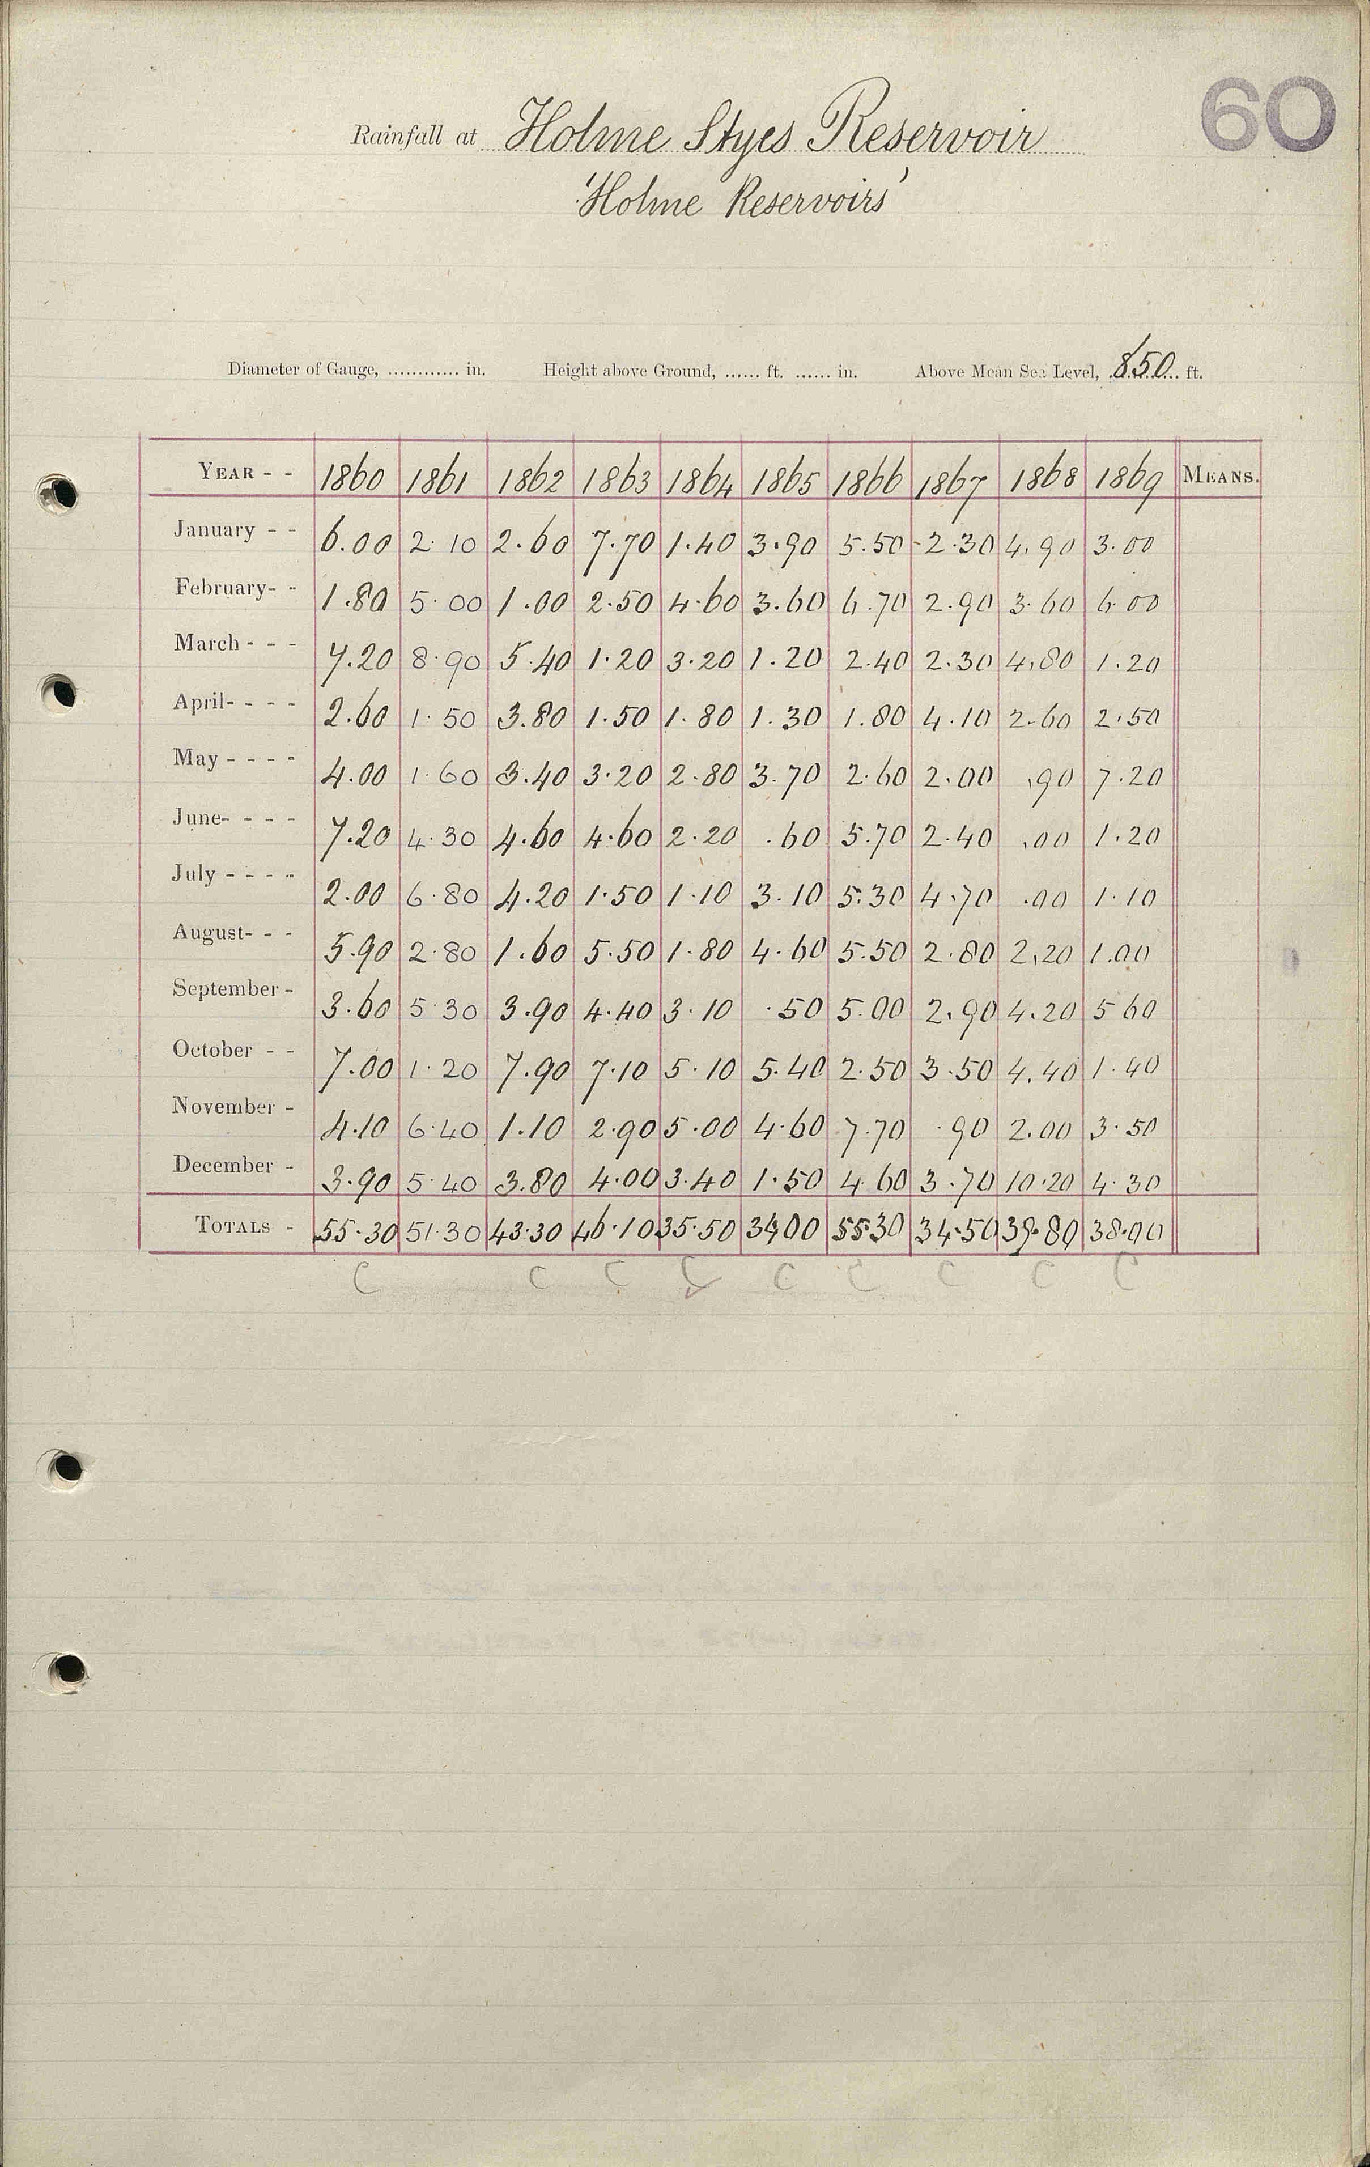 60
Rainfall at Holme Styes Reservoir
'Holme Reservoirs'
Diameter of Gauge, ............ in. Height above Ground, ...... ft. ...... in. Above Mean Sea Level, 850 ft.
YEAR - - 1860 1861 1862 1863 1864 1865 1866 1867 1868 1869 MEANS.
January - - 6.00 2.10 2.60 7.70 1.40 3.90 5.50 2.30 4.90 3.00
February- - 1.80 5.00 1.00 2.50 4.60 3.60 6.70 2.90 3.60 6.00
March - - - 7.20 8.90 5.40 1.20 3.20 1.20 2.40 2.30 4.80 1.20
April- - - - 2.60 1.50 3.80 1.50 1.80 1.30 1.80 4.10 2.60 2.50
May - - - - 4.00 1.60 3.40 3.20 2.80 3.70 2.60 2.00 .90 7.20
June- - - - 7.20 4.30 4.60 4.60 2.20 .60 5.70 2.40 .00 1.20
July - - - - 2.00 6.80 4.20 1.50 1.10 3.10 5.30 4.70 .00 1.10
August- - - 5.90 2.80 1.60 5.50 1.80 4.60 5.50 2.80 2.20 1.00
September - 3.60 5.30 3.90 4.40 3.10 .50 5.00 2.90 4.20 5 60
October - - 7.00 1.20 7.90 7.10 5.10 5.40 2.50 3.50 4.40 1.40
November - 4.10 6.40 1.10 2.90 5.00 4.60 7.70 .90 2.00 3.50
December - 3.90 5.40 3.80 4.00 3.40 1.50 4.60 3.70 10.20 4.30
TOTALS - 55.30 51.30 43.30 46.10 35.50 34.00 55.30 34.50 39.80 38.00
C C C C C C C C C